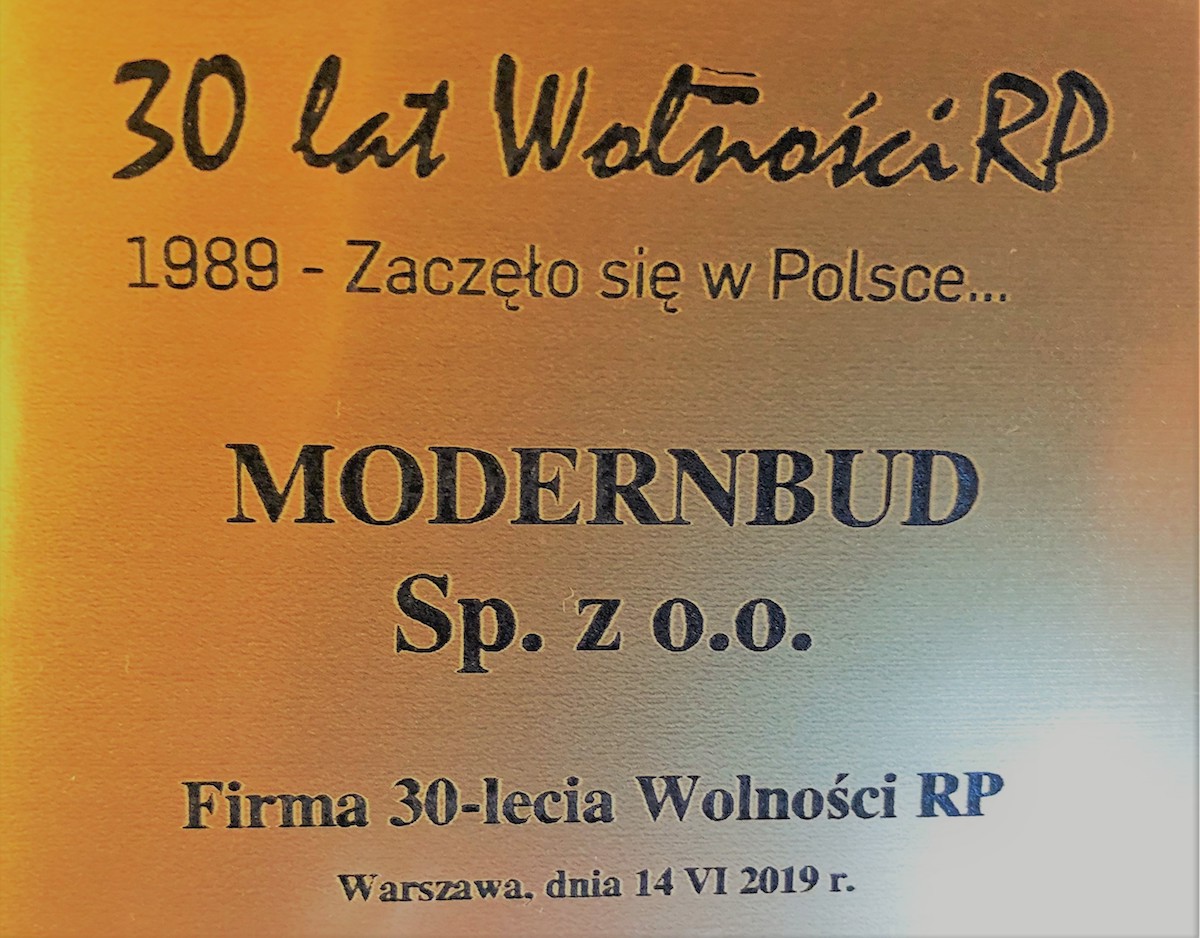 30 lat Wolności RP
1989 - Zaczęło się w Polsce...
MODERNBUD
Sp. z o.o.
Firma 30-lecia Wolności RP
Warszawa, dnia 14 VI 2019 r.